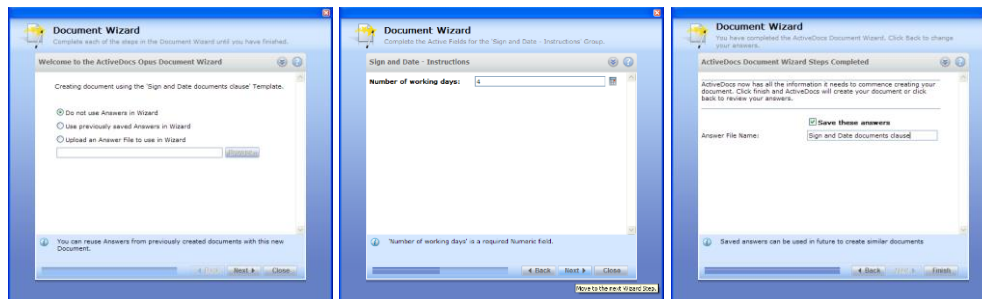 Document Wizard
Complete each of the steps in the Document Wizard until you have finished.
Welcome to the ActiveDocs Opus Document Wizard
Creating document using the 'Sign and Date documents clause' Template.
Do not use Answers in Wizard
Use previously saved Answers in Wizard
Upload an Answer File to use in Wizard
You can reuse Answers from previously created documents with this new
Document.
Next
Close
Document Wizard
Complete the Active Fields for the 'Sign and Date - Instructions' Group.
Sign and Date - Instructions
Number of working days:
4
'Number of working days' is a required Numeric field.
Back
Next
Close
Move to the next Wizard Step.
Document Wizard
You have completed the ActiveDocs Document Wizard. Click Back to change
your answers.
ActiveDocs Document Wizard Steps Completed
ActiveDocs now has all the information it needs to commence creating your
document. Click finish and ActiveDocs will create your document or click
back to review your answers.
Save these answers
Answer File Name:
Sign and Date documents clause
Saved answers can be used in future to create similar documents
Back
Finish